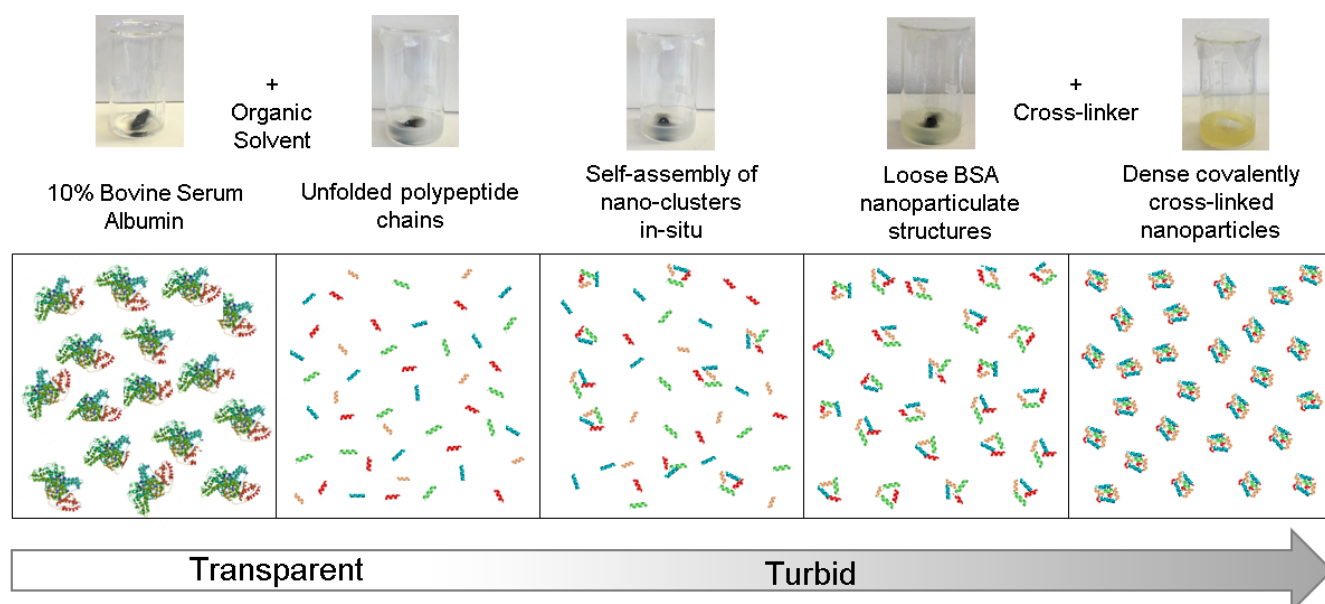 +
Organic
Solvent
+
Cross-linker
10% Bovine Serum
Albumin
Unfolded polypeptide
chains
Self-assembly of
nano-clusters
in-situ
Loose BSA
nanoparticulate
structures
Dense covalently
cross-linked
nanoparticles
Transparent
Turbid